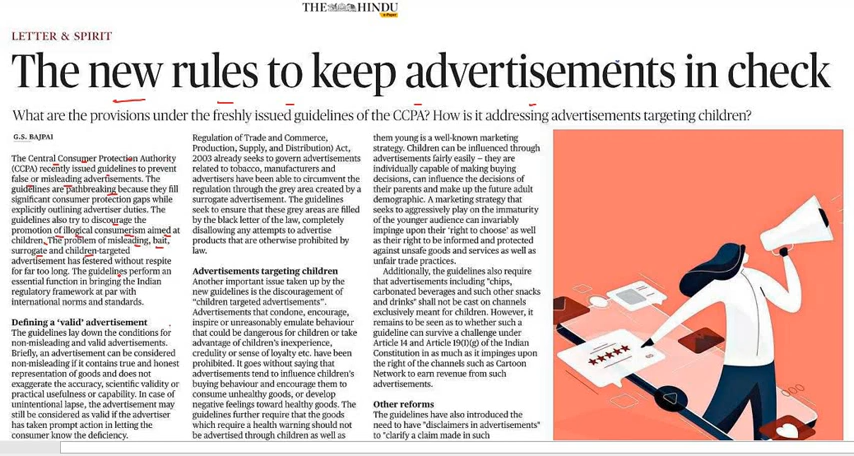 THE HINDU
e-Paper
LETTER & SPIRIT
The new rules to keep advertisements in check
What are the provisions under the freshly issued guidelines of the CCPA? How is it addressing advertisements targeting children?
G.S. BAJPAI
The Central Consumer Protection Authority
(CCPA) recently issued guidelines to prevent
false or misleading advertisements. The
guidelines are pathbreaking because they fill
significant consumer protection gaps while
explicitly outlining advertiser duties. The
guidelines also try to discourage the
promotion of illogical consumerism aimed at
children. The problem of misleading, bait,
surrogate and children-targeted
advertisement has festered without respite
for far too long. The guidelines perform an
essential function in bringing the Indian
regulatory framework at par with
international norms and standards.
Defining a ‘valid’ advertisement
The guidelines lay down the conditions for
non-misleading and valid advertisements.
Briefly, an advertisement can be considered
non-misleading if it contains true and honest
representation of goods and does not
exaggerate the accuracy, scientific validity or
practical usefulness or capability. In case of
unintentional lapse, the advertisement may
still be considered as valid if the advertiser
has taken prompt action in letting the
consumer know the deficiency.
Regulation of Trade and Commerce,
Production, Supply, and Distribution) Act,
2003 already seeks to govern advertisements
related to tobacco, manufacturers and
advertisers have been able to circumvent the
regulation through the grey area created by a
surrogate advertisement. The guidelines
seek to ensure that these grey areas are filled
by the black letter of the law, completely
disallowing any attempts to advertise
products that are otherwise prohibited by
law.
Advertisements targeting children
Another important issue taken up by the
new guidelines is the discouragement of
“children targeted advertisements”.
Advertisements that condone, encourage,
inspire or unreasonably emulate behaviour
that could be dangerous for children or take
advantage of children’s inexperience,
credulity or sense of loyalty etc. have been
prohibited. It goes without saying that
advertisements tend to influence children’s
buying behaviour and encourage them to
consume unhealthy goods, or develop
negative feelings toward healthy goods. The
guidelines further require that the goods
which require a health warning should not
be advertised through children as well as
them young is a well-known marketing
strategy. Children can be influenced through
advertisements fairly easily – they are
individually capable of making buying
decisions, can influence the decisions of
their parents and make up the future adult
demographic. A marketing strategy that
seeks to aggressively play on the immaturity
of the younger audience can invariably
impinge upon their ‘right to choose’ as well
as their right to be informed and protected
against unsafe goods and services as well as
unfair trade practices.
Additionally, the guidelines also require
that advertisements including "chips,
carbonated beverages and such other snacks
and drinks" shall not be cast on channels
exclusively meant for children. However, it
remains to be seen as to whether such a
guideline can survive a challenge under
Article 14 and Article 19(1)(g) of the Indian
Constitution in as much as it impinges upon
the right of the channels such as Cartoon
Network to earn revenue from such
advertisements.
Other reforms
The guidelines have also introduced the
need to have "disclaimers in advertisements"
to "clarify a claim made in such